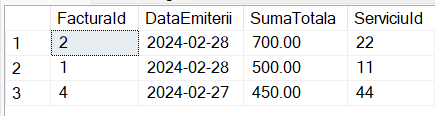 FacturaId DataEmiterii SumaTotala ServiciuId
1 2 2024-02-28 700.00 22
2 1 2024-02-28 500.00 11
3 4 2024-02-27 450.00 44